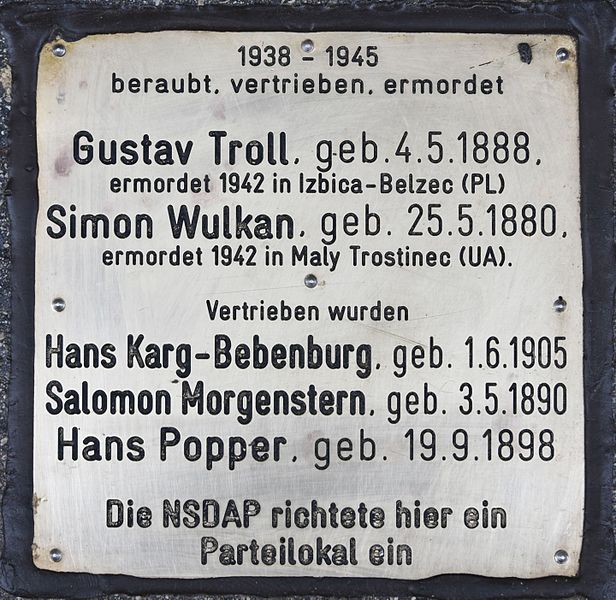 1938 - 1945
beraubt, vertrieben, ermordet
Gustav Troll, geb. 4.5.1888,
ermordet 1942 in Izbica-Belzec (PL)
Simon Wulkan, geb. 25.5.1880,
ermordet 1942 in Maly Trostinec (UA).
Vertrieben wurden
Hans Karg-Bebenburg, geb. 1.6.1905
Salomon Morgenstern, geb. 3.5.1890
Hans Popper, geb. 19.9.1898
Die NSDAP richtete hier ein
Parteilokal ein